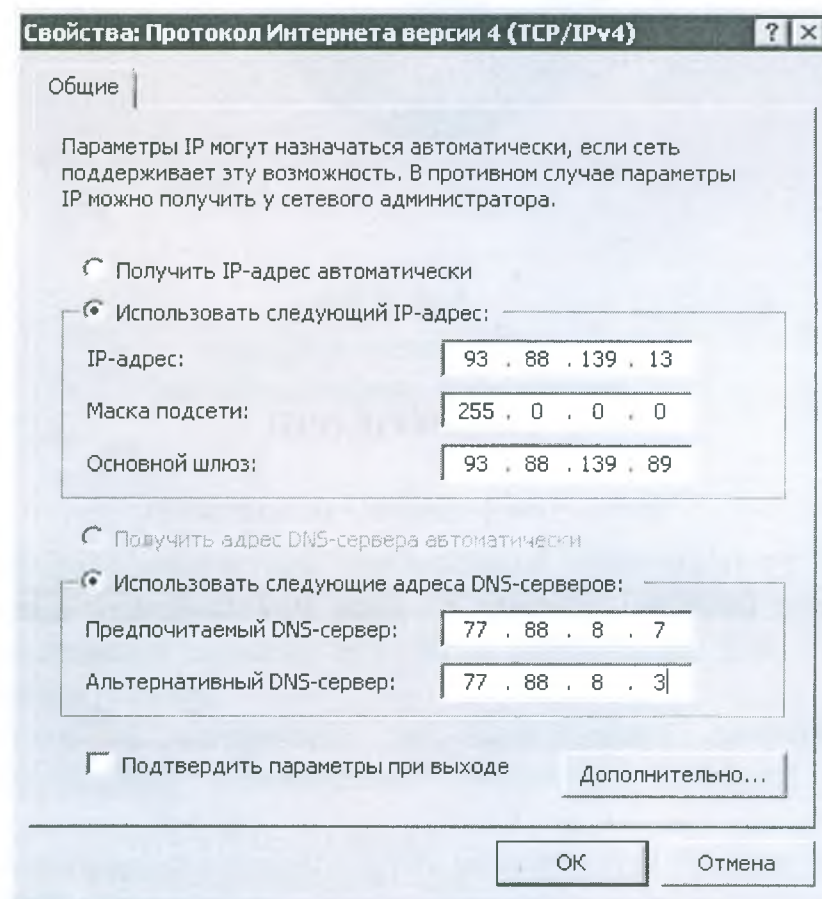 Свойства: Протокол Интернета версии 4 (TCP/IPv4)
Общие
Параметры IP могут назначаться автоматически, если сеть
поддерживает эту возможность. В противном случае параметры
IP можно получить у сетевого администратора.
Получить IP-адрес автоматически
Использовать следующий IP-адрес:
IP-адрес: 93 . 88 . 139 . 13
Маска подсети: 255 . 0 . 0 . 0
Основной шлюз: 93 . 88 . 139 . 89
Получить адрес DNS-сервера автоматически
Использовать следующие адреса DNS-серверов:
Предпочитаемый DNS-сервер: 77 . 88 . 8 . 7
Альтернативный DNS-сервер: 77 . 88 . 8 . 3
Подтвердить параметры при выходе
Дополнительно...
ОК Отмена